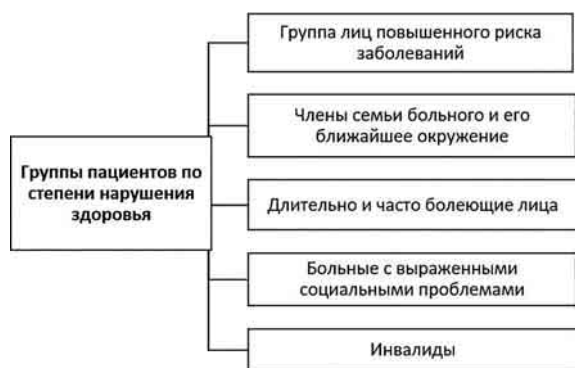 Группы пациентов по
степени нарушения
здоровья
Группа лиц повышенного риска
заболеваний
Члены семьи больного и его
ближайшее окружение
Длительно и часто болеющие лица
Больные с выраженными
социальными проблемами
Инвалиды